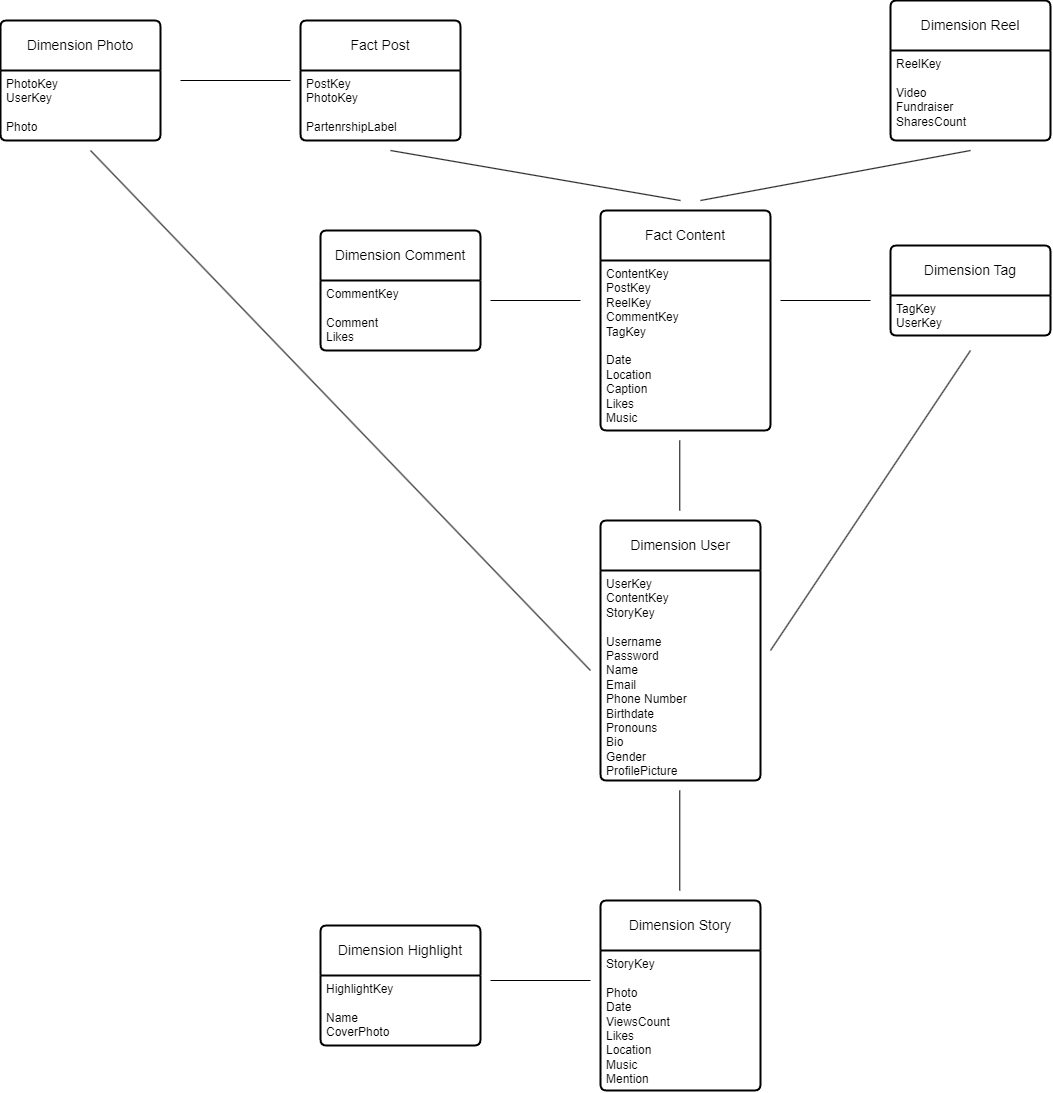 Dimension Photo
PhotoKey
UserKey
Photo
Fact Post
PostKey
PhotoKey
PartenrshipLabel
Dimension Reel
ReelKey
Video
Fundraiser
SharesCount
Dimension Comment
CommentKey
Comment
Likes
Fact Content
ContentKey
PostKey
ReelKey
CommentKey
TagKey
Date
Location
Caption
Likes
Music
Dimension Tag
TagKey
UserKey
Dimension User
UserKey
ContentKey
StoryKey
Username
Password
Name
Email
Phone Number
Birthdate
Pronouns
Bio
Gender
ProfilePicture
Dimension Highlight
HighlightKey
Name
CoverPhoto
Dimension Story
StoryKey
Photo
Date
ViewsCount
Likes
Location
Music
Mention